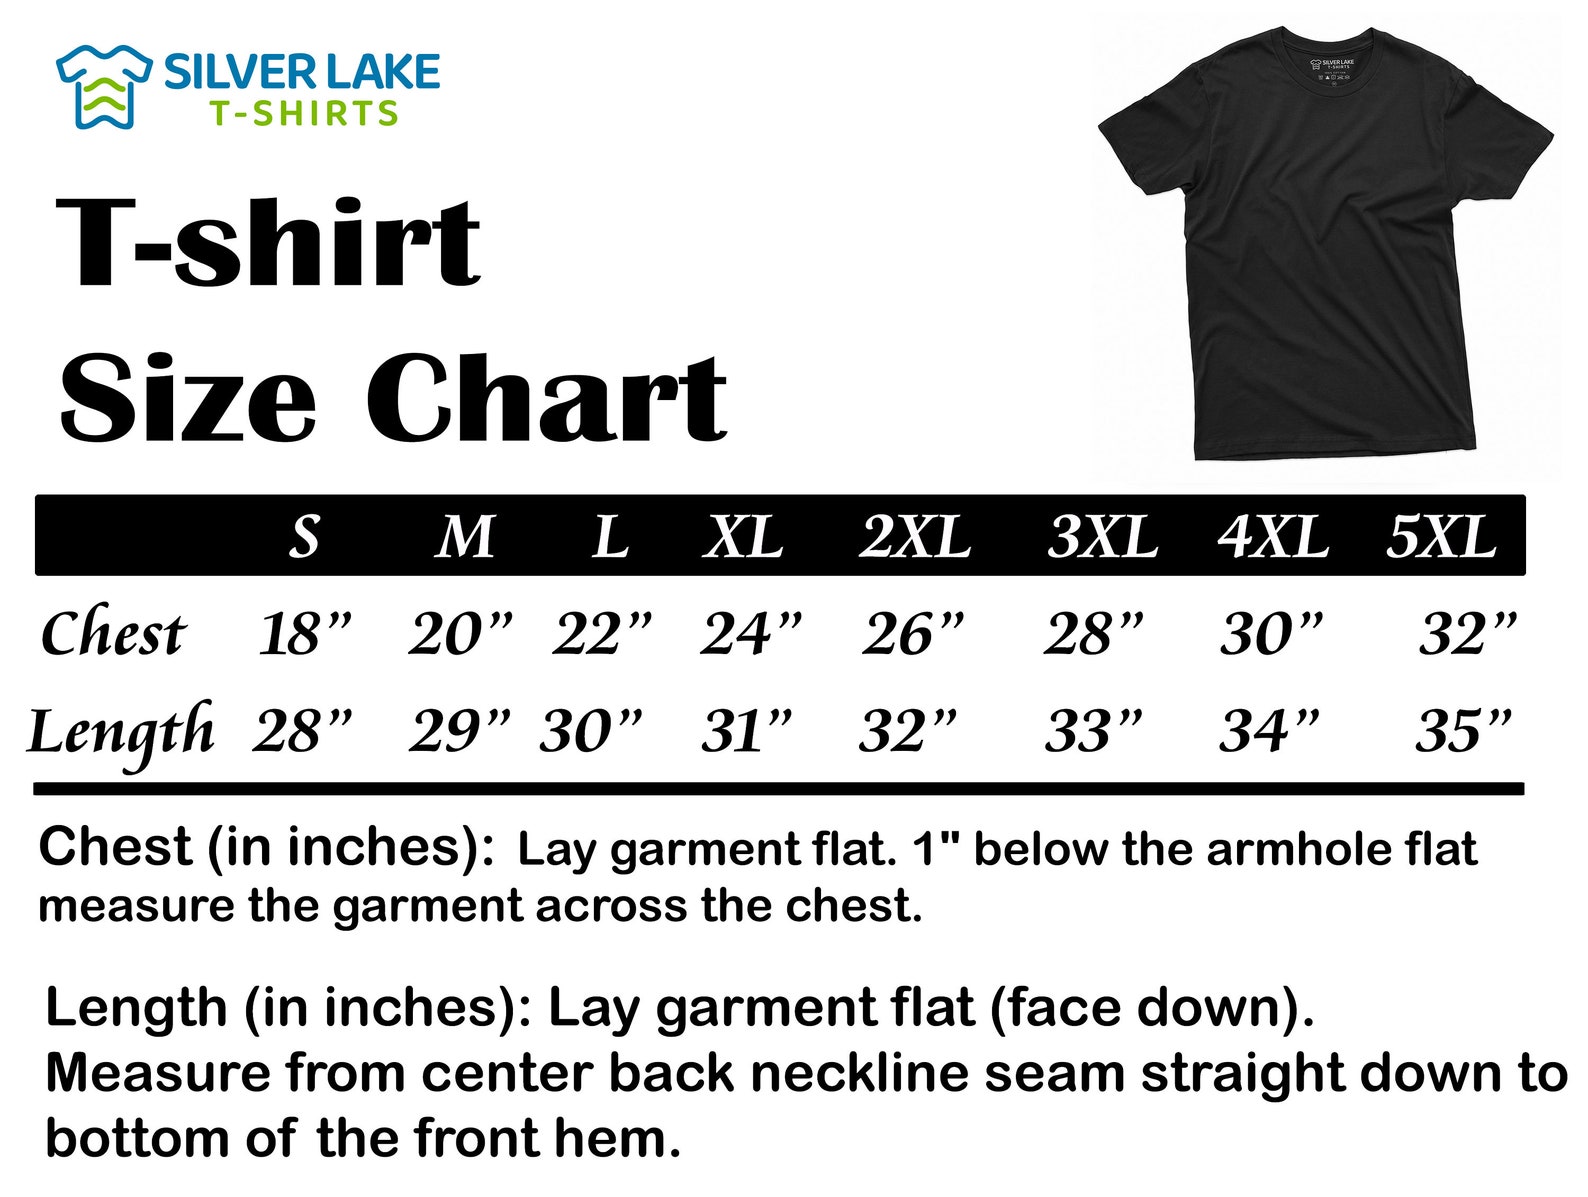 SILVER LAKE
T-SHIRTS
SILVER LAKE
T-SHIRTS
T-shirt
Size Chart
S M L XL 2XL 3XL 4XL 5XL
Chest 18” 20” 22” 24” 26” 28” 30” 32”
Length 28” 29” 30” 31” 32” 33” 34” 35”
Chest (in inches): Lay garment flat. 1" below the armhole flat
measure the garment across the chest.
Length (in inches): Lay garment flat (face down).
Measure from center back neckline seam straight down to
bottom of the front hem.